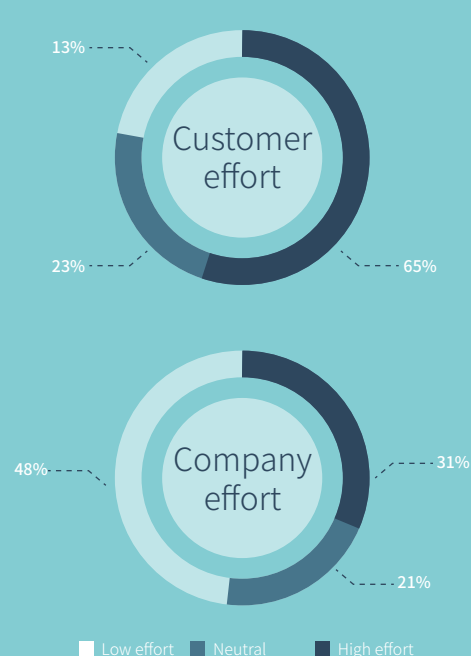 13%
Customer
effort
23%
65%
Company
effort
48%
31%
21%
Low effort Neutral High effort